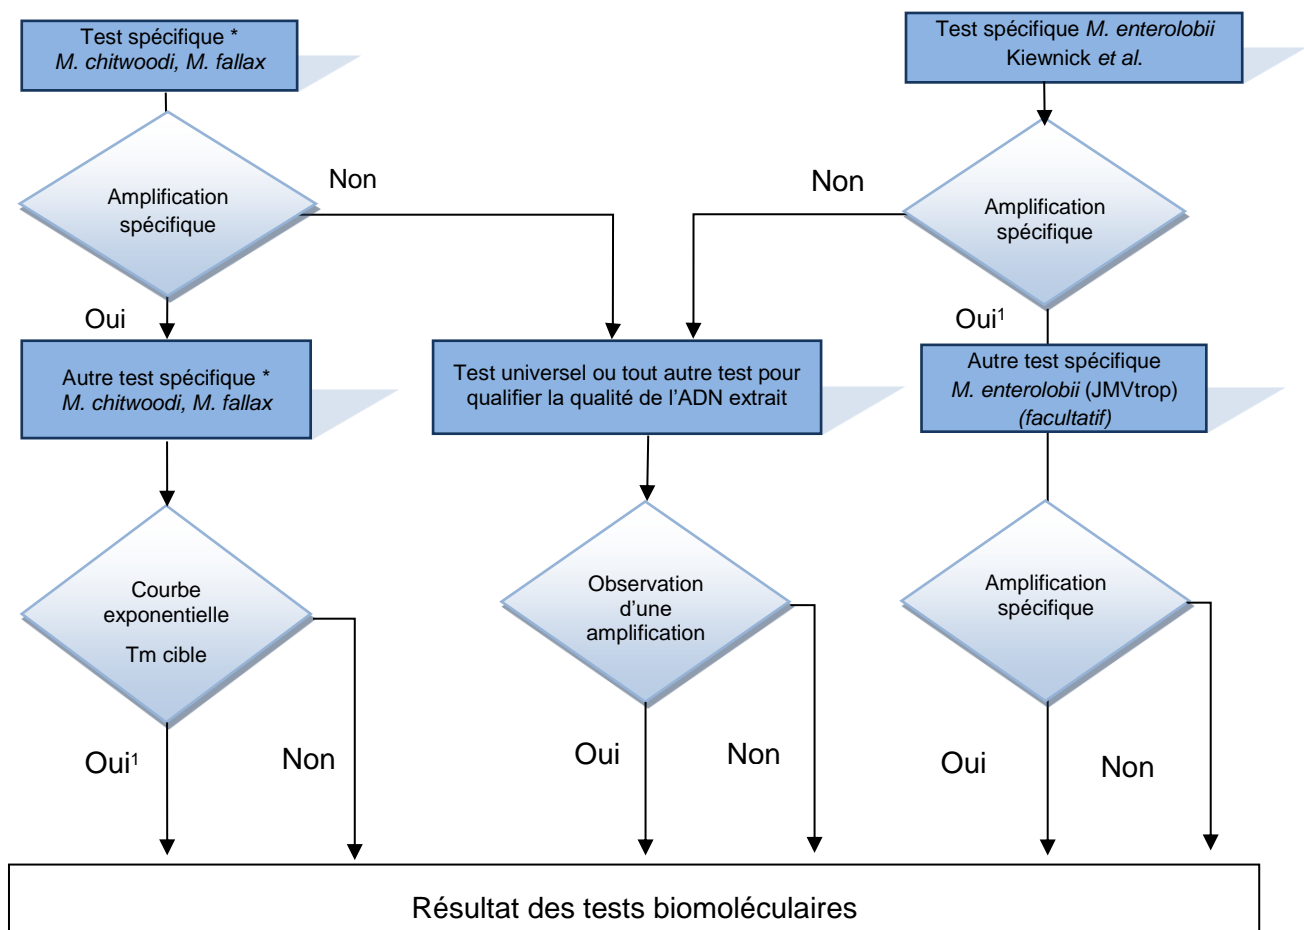 Test spécifique *
M. chitwoodi, M. fallax
Test spécifique M. enterolobii
Kiewnick et al.
Amplification
spécifique
Non
Non
Amplification
spécifique
Oui
Oui¹
Autre test spécifique *
M. chitwoodi, M. fallax
Test universel ou tout autre test pour
qualifier la qualité de l’ADN extrait
Autre test spécifique
M. enterolobii (JMVtrop)
(facultatif)
Courbe
exponentielle
Tm cible
Observation
d’une
amplification
Amplification
spécifique
Oui¹
Non
Oui
Non
Oui
Non
Résultat des tests biomoléculaires